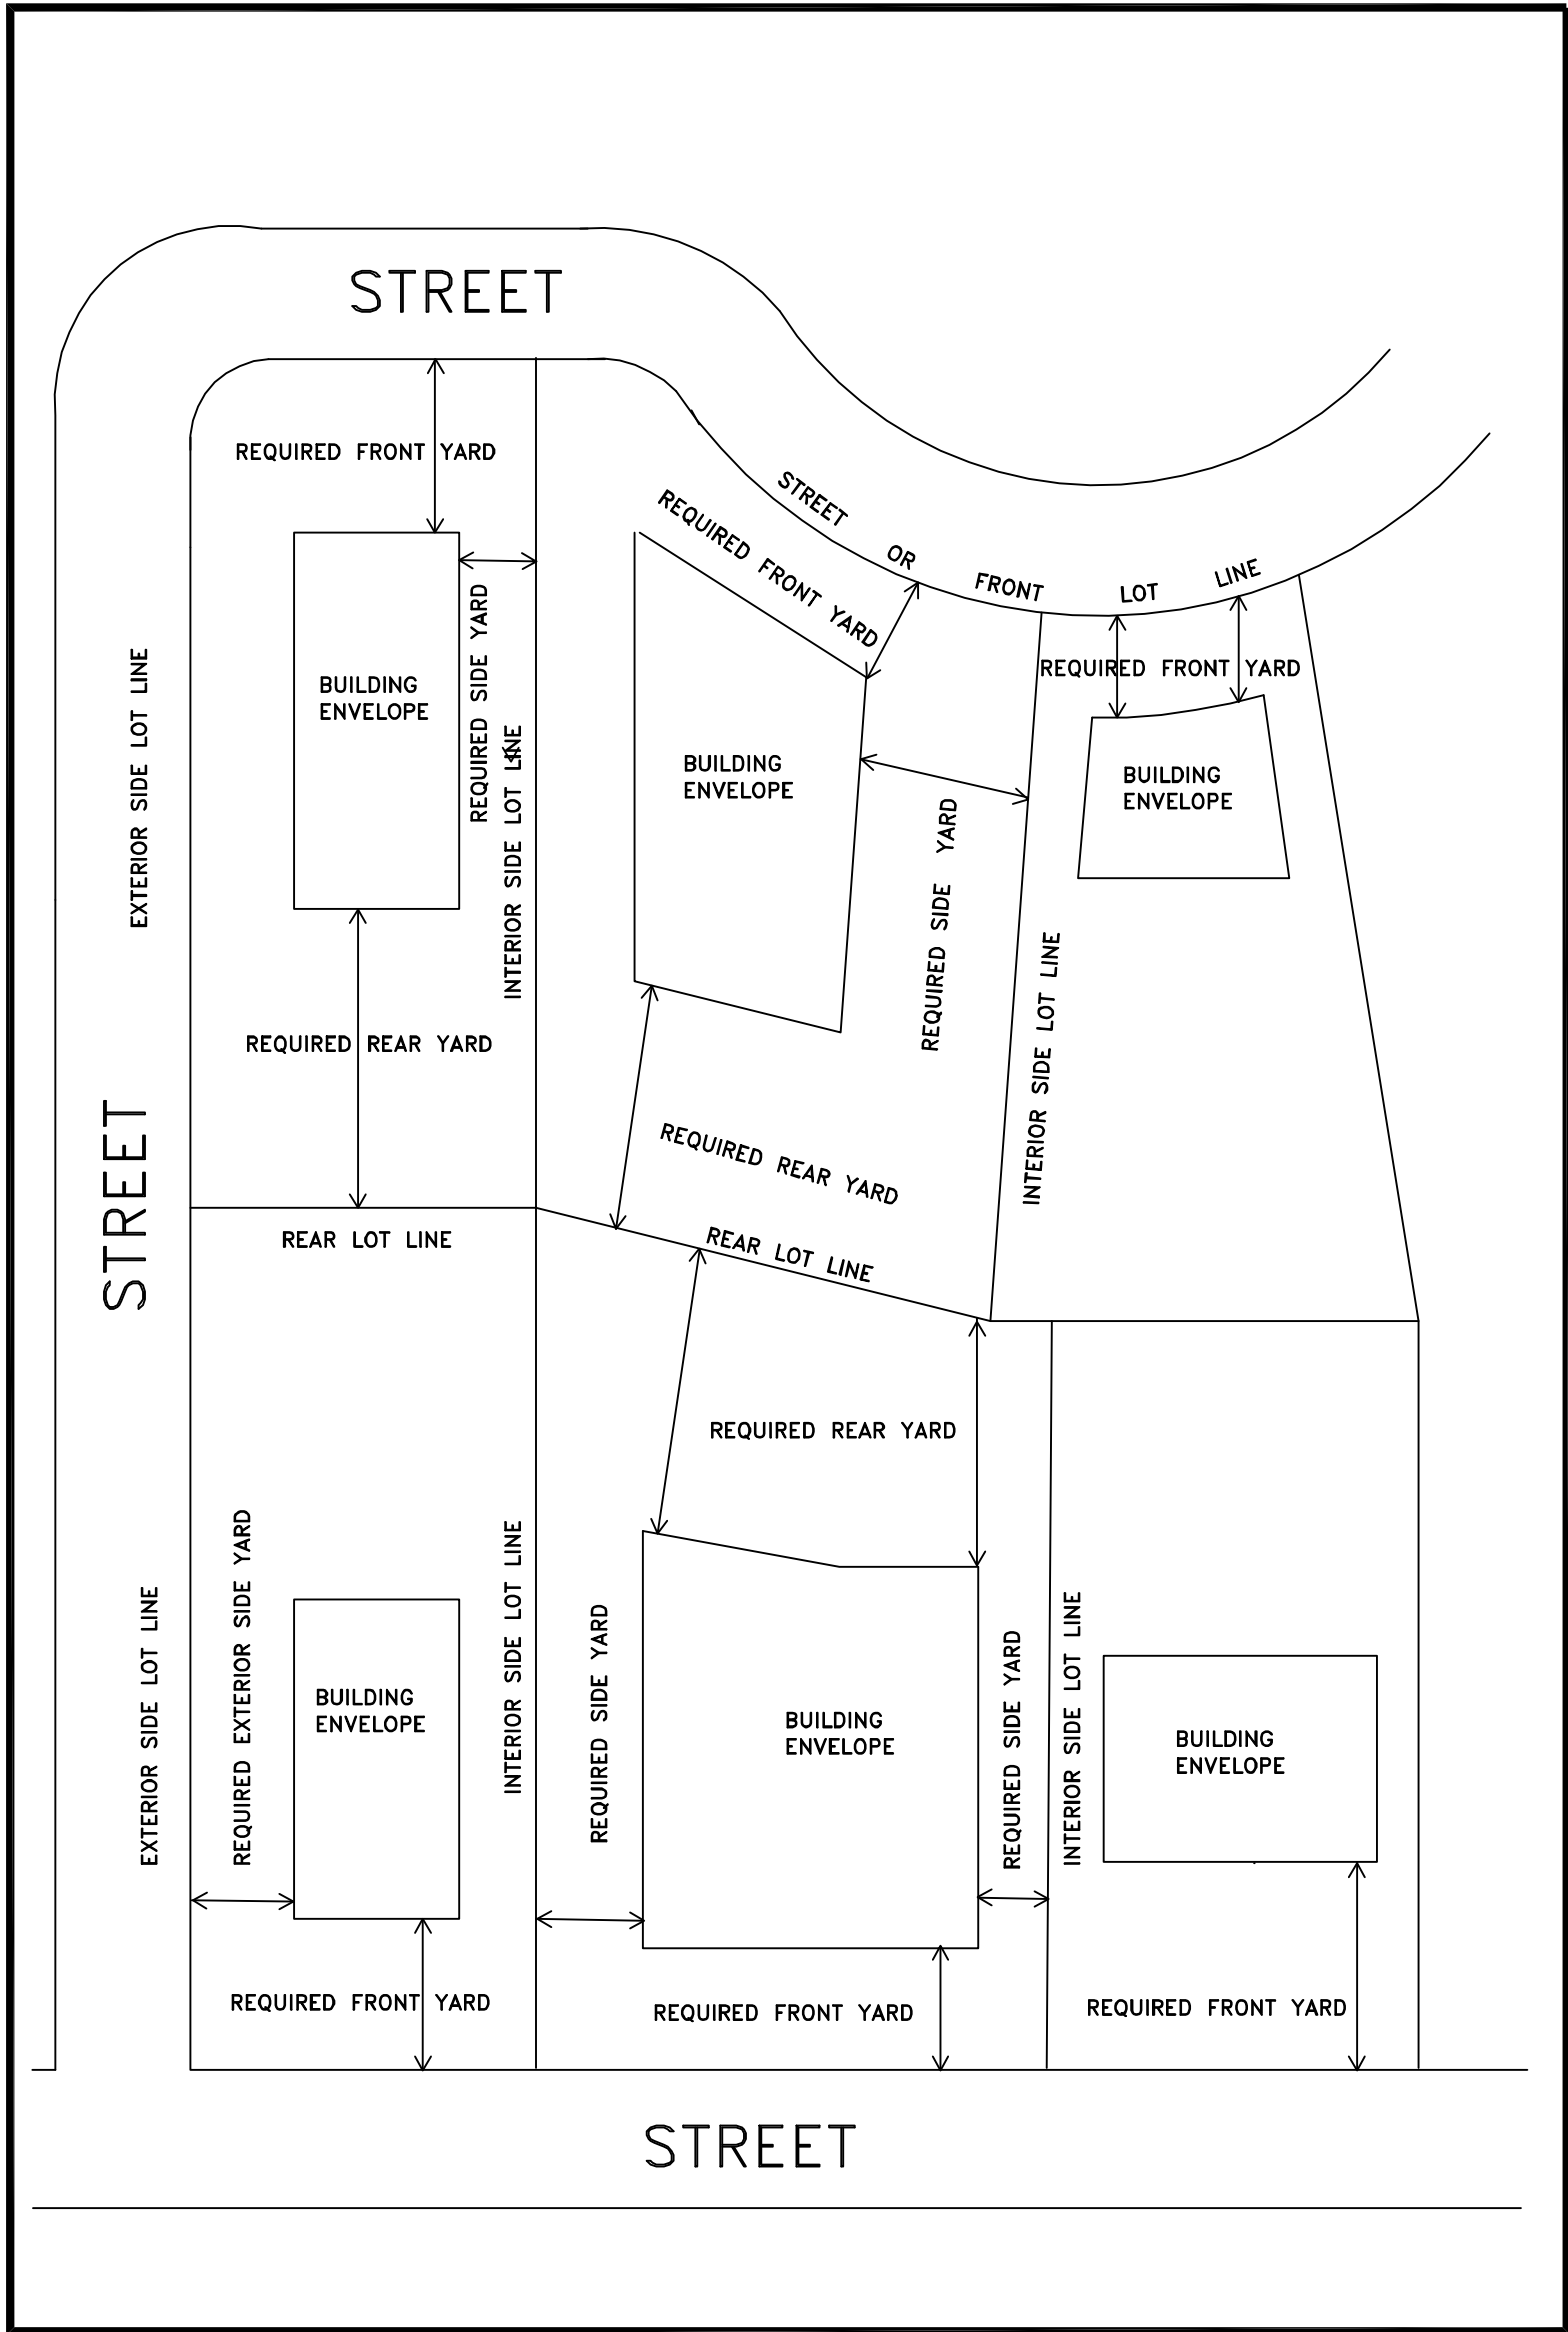 STREET
REQUIRED FRONT YARD
STREET OR FRONT LOT LINE
REQUIRED FRONT YARD
REQUIRED FRONT YARD
EXTERIOR SIDE LOT LINE
BUILDING
ENVELOPE
REQUIRED SIDE YARD
INTERIOR SIDE LOT LINE
BUILDING
ENVELOPE
REQUIRED SIDE YARD
BUILDING
ENVELOPE
INTERIOR SIDE LOT LINE
REQUIRED REAR YARD
REQUIRED REAR YARD
STREET
REAR LOT LINE
REAR LOT LINE
REQUIRED REAR YARD
EXTERIOR SIDE LOT LINE
REQUIRED EXTERIOR SIDE YARD
BUILDING
ENVELOPE
INTERIOR SIDE LOT LINE
REQUIRED SIDE YARD
BUILDING
ENVELOPE
REQUIRED SIDE YARD
INTERIOR SIDE LOT LINE
BUILDING
ENVELOPE
REQUIRED FRONT YARD
REQUIRED FRONT YARD
REQUIRED FRONT YARD
STREET